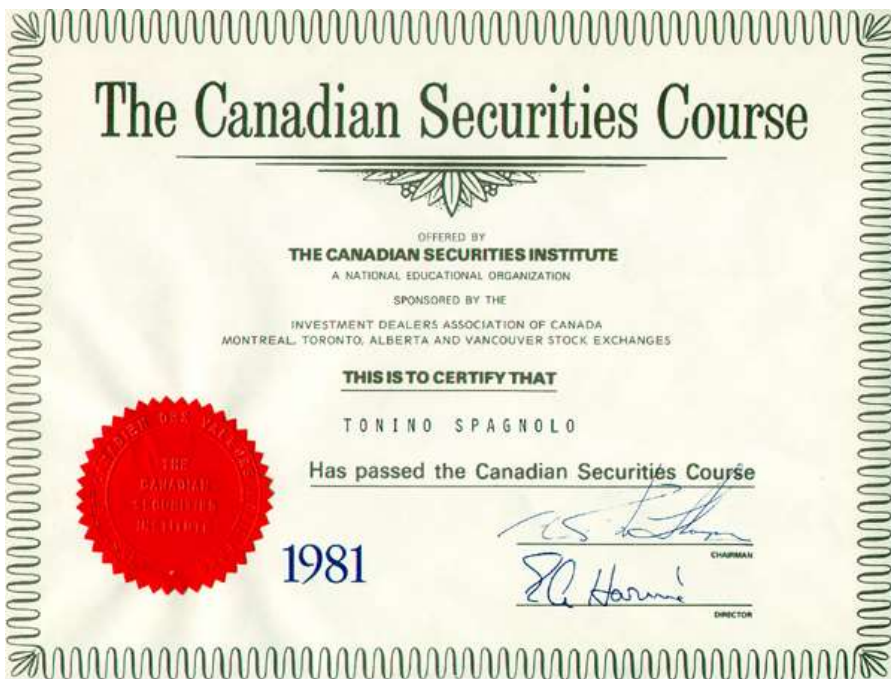 The Canadian Securities Course
OFFERED BY
THE CANADIAN SECURITIES INSTITUTE
A NATIONAL EDUCATIONAL ORGANIZATION
SPONSORED BY THE
INVESTMENT DEALERS ASSOCIATION OF CANADA
MONTREAL, TORONTO, ALBERTA AND VANCOUVER STOCK EXCHANGES
THIS IS TO CERTIFY THAT
TONINO SPAGNOLO
Has passed the Canadian Securities Course
THE
CANADIAN
SECURITIES
INSTITUTE
1981
CHAIRMAN
DIRECTOR